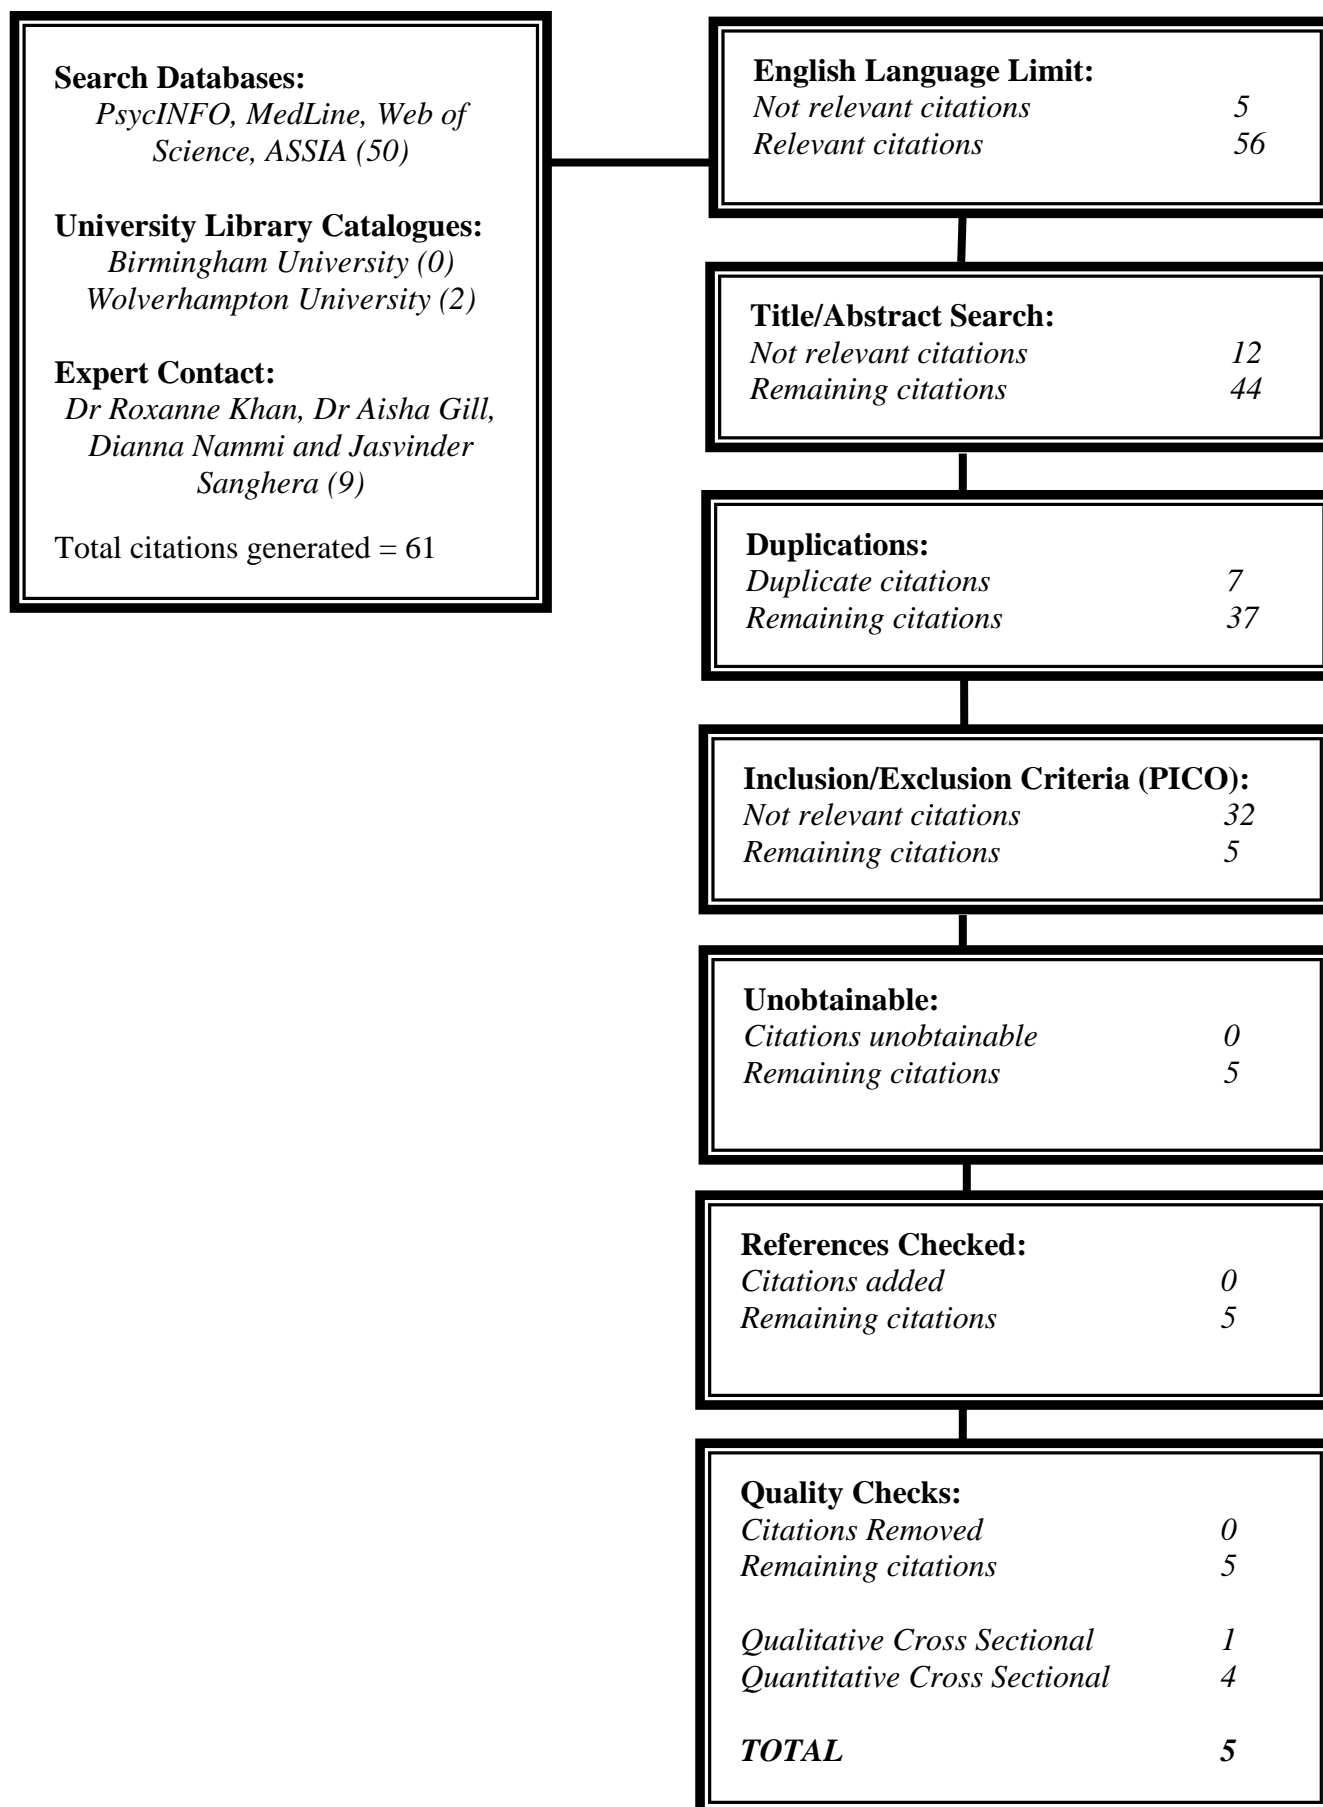 Search Databases:
PsycINFO, MedLine, Web of
Science, ASSIA (50)
University Library Catalogues:
Birmingham University (0)
Wolverhampton University (2)
Expert Contact:
Dr Roxanne Khan, Dr Aisha Gill,
Dianna Nammi and Jasvinder
Sanghera (9)
Total citations generated = 61
English Language Limit:
Not relevant citations 5
Relevant citations 56
Title/Abstract Search:
Not relevant citations 12
Remaining citations 44
Duplications:
Duplicate citations 7
Remaining citations 37
Inclusion/Exclusion Criteria (PICO):
Not relevant citations 32
Remaining citations 5
Unobtainable:
Citations unobtainable 0
Remaining citations 5
References Checked:
Citations added 0
Remaining citations 5
Quality Checks:
Citations Removed 0
Remaining citations 5
Qualitative Cross Sectional 1
Quantitative Cross Sectional 4
TOTAL 5